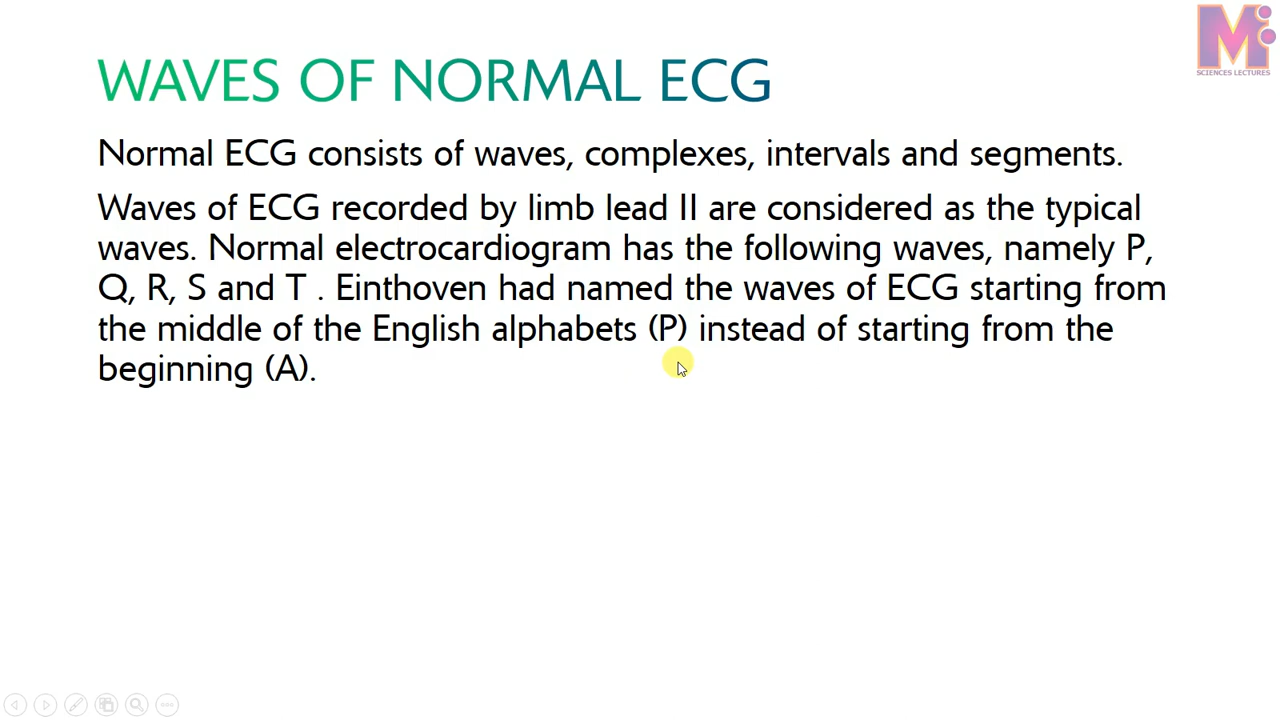 M
SCIENCES LECTURES
WAVES OF NORMAL ECG
Normal ECG consists of waves, complexes, intervals and segments.
Waves of ECG recorded by limb lead II are considered as the typical
waves. Normal electrocardiogram has the following waves, namely P,
Q, R, S and T . Einthoven had named the waves of ECG starting from
the middle of the English alphabets (P) instead of starting from the
beginning (A).